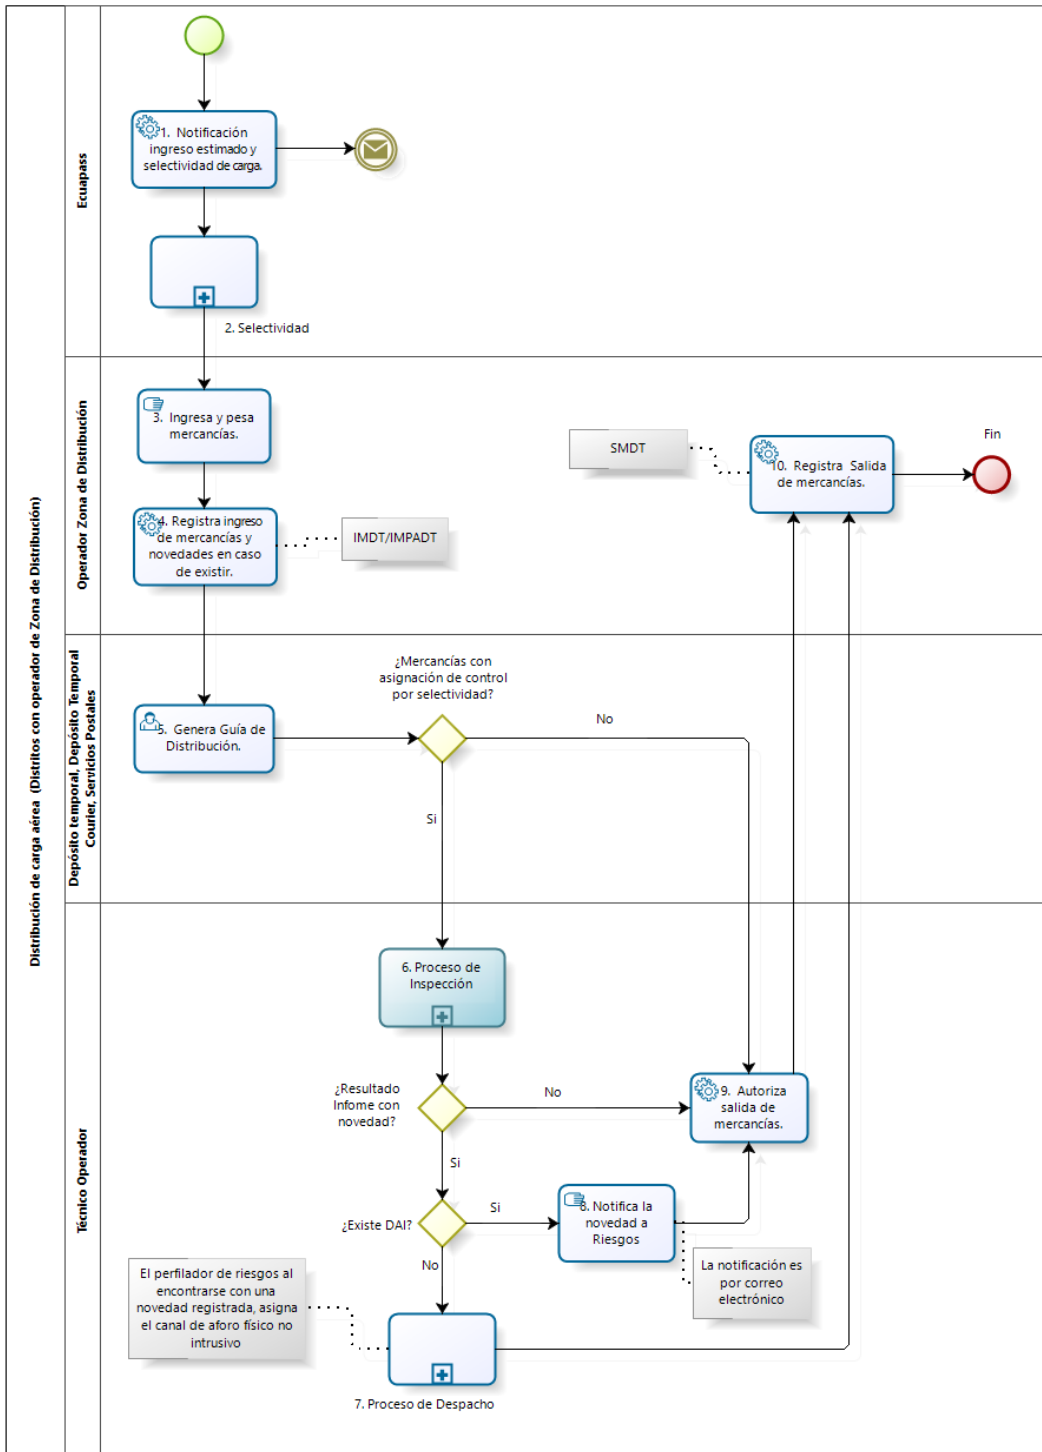 Distribución de carga aérea (Distritos con operador de Zona de Distribución)
Ecuapass
1. Notificación
ingreso estimado y
selectividad de carga.
2. Selectividad
Operador Zona de Distribución
3. Ingresa y pesa
mercancías.
4. Registra ingreso
de mercancías y
novedades en caso
de existir.
IMDT/IMPADT
SMDT
10. Registra Salida
de mercancías.
Fin
Depósito temporal, Depósito Temporal
Courier, Servicios Postales
5. Genera Guía de
Distribución.
¿Mercancías con
asignación de control
por selectividad?
No
Si
Técnico Operador
6. Proceso de
Inspección
¿Resultado
Infome con
novedad?
No
9. Autoriza
salida de
mercancías.
Si
¿Existe DAI?
Si
8. Notifica la
novedad a
Riesgos
No
La notificación es
por correo
electrónico
El perfilador de riesgos al
encontrarse con una
novedad registrada, asigna
el canal de aforo físico no
intrusivo
7. Proceso de Despacho